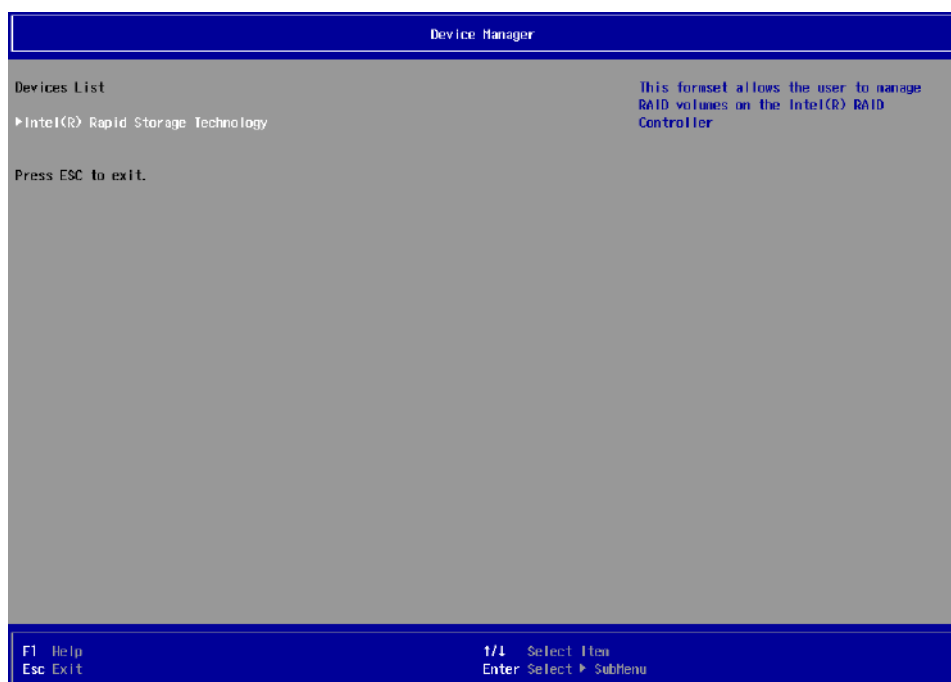 Device Manager
Devices List
▶Intel(R) Rapid Storage Technology
Press ESC to exit.
This formset allows the user to manage
RAID volumes on the Intel(R) RAID
Controller
F1 Help
Esc Exit
↑/↓ Select Item
Enter Select ▶ SubMenu